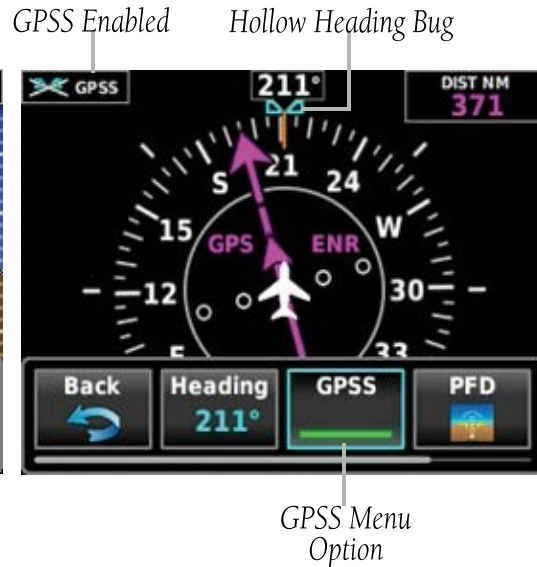 GPSS Enabled
Hollow Heading Bug
GPSS
211°
DIST NM
371
21
S
24
15
W
GPS
ENR
12
30
E
33
Back
Heading
211°
GPSS
PFD
GPSS Menu
Option